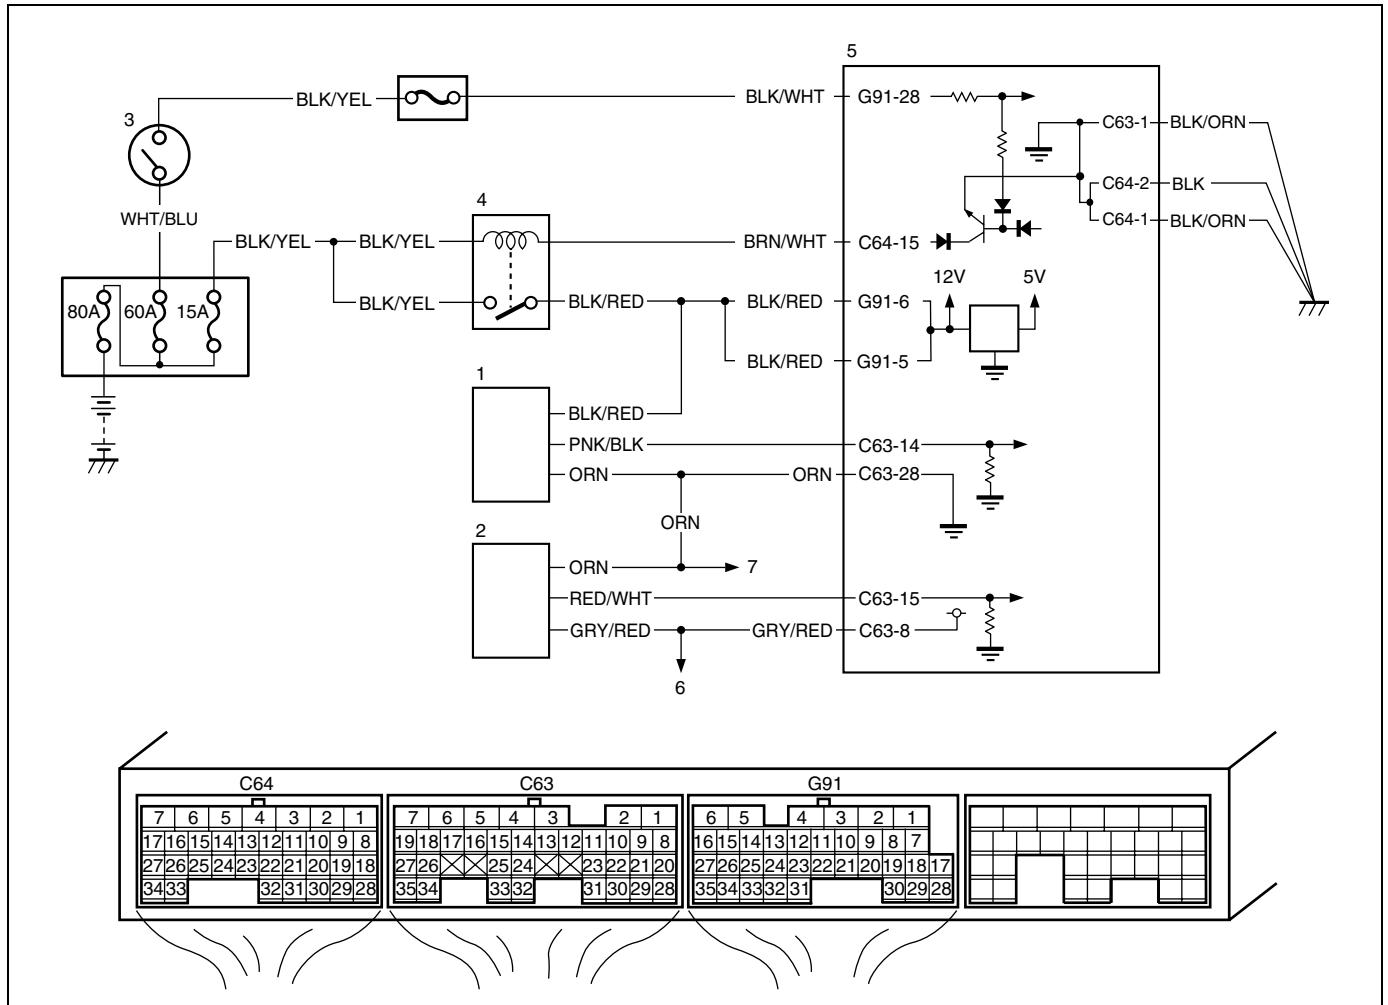 5
BLK/YEL
BLK/WHT
G91-28
3
C63-1
BLK/ORN
C64-2
BLK
4
WHT/BLU
C64-1
BLK/ORN
BLK/YEL
BLK/YEL
BRN/WHT
C64-15
12V
5V
80A
60A
15A
BLK/YEL
BLK/RED
BLK/RED
G91-6
BLK/RED
G91-5
1
BLK/RED
PNK/BLK
C63-14
ORN
ORN
C63-28
ORN
2
ORN
7
RED/WHT
C63-15
GRY/RED
GRY/RED
C63-8
6
C64
C63
G91
7 6 5 4 3 2 1
7 6 5 4 3 2 1
6 5 4 3 2 1
17 16 15 14 13 12 11 10 9 8
19 18 17 16 15 14 13 12 11 10 9 8
16 15 14 13 12 11 10 9 8 7
27 26 25 24 23 22 21 20 19 18
27 26 25 24 23 22 21 20
27 26 25 24 23 22 21 20 19 18 17
34 33 32 31 30 29 28
35 34 33 32 31 30 29 28
35 34 33 32 31 30 29 28